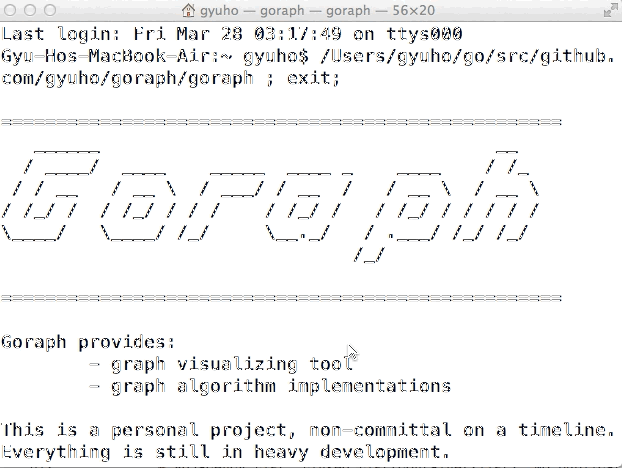 gyuho — goraph — goraph — 56×20
Last login: Fri Mar 28 03:17:49 on ttys000
Gyu-Hos-MacBook-Air:~ gyuho$ /Users/gyuho/go/src/github.
com/gyuho/goraph/goraph ; exit;
===================================================
Goraph
===================================================
Goraph provides:
- graph visualizing tool
- graph algorithm implementations
This is a personal project, non-committal on a timeline.
Everything is still in heavy development.